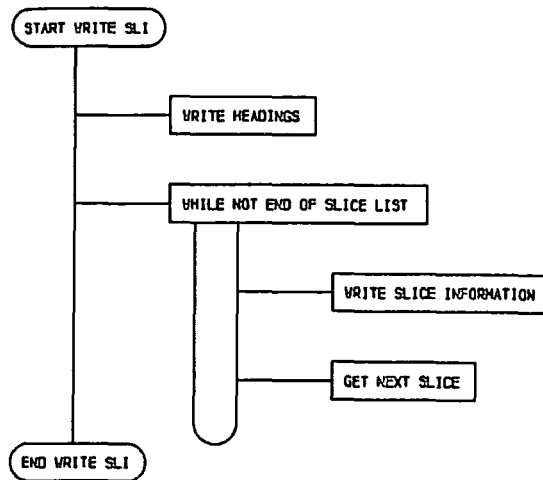 START WRITE SLI
WRITE HEADINGS
WHILE NOT END OF SLICE LIST
WRITE SLICE INFORMATION
GET NEXT SLICE
END WRITE SLI